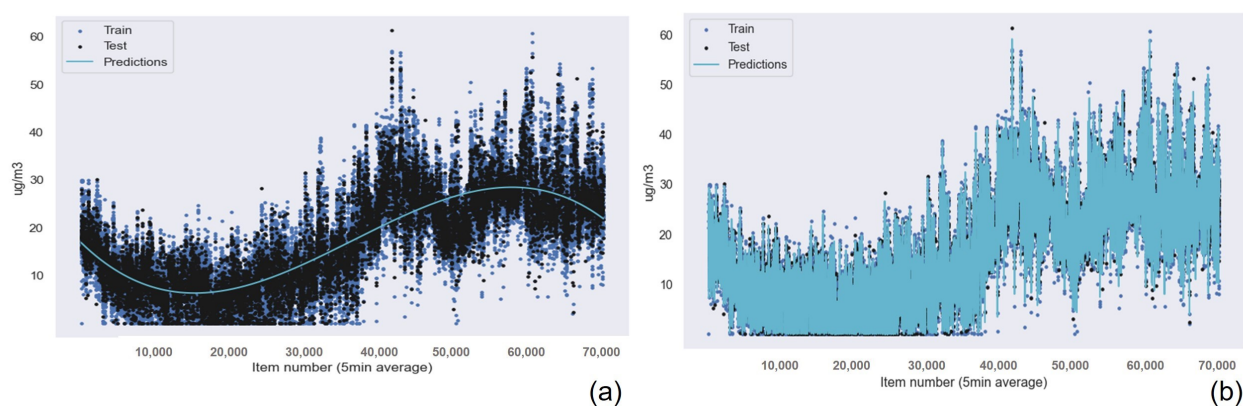 Train
Test
Predictions
60
50
40
30
20
10
ug/m3
10,000 20,000 30,000 40,000 50,000 60,000 70,000
Item number (5min average)
(a)
Train
Test
Predictions
60
50
40
30
20
10
ug/m3
10,000 20,000 30,000 40,000 50,000 60,000 70,000
Item number (5min average)
(b)